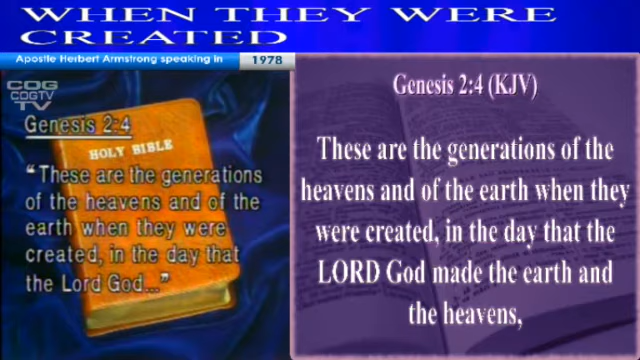 WHEN THEY WERE
CREATED
Apostle Herbert Armstrong speaking in 1978
COG
COGTV
TV
Genesis 2:4
HOLY BIBLE
“These are the generations
of the heavens and of the
earth when they were
created, in the day that
the Lord God...”
Genesis 2:4 (KJV)
These are the generations of the
heavens and of the earth when they
were created, in the day that the
LORD God made the earth and
the heavens,